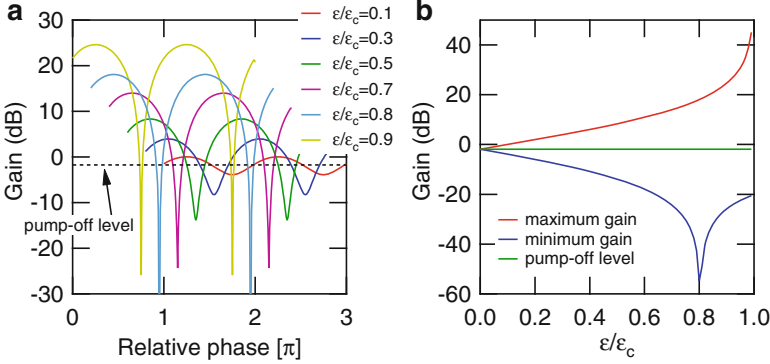 a
Gain (dB)
30
20
10
0
-10
-20
-30
0
1
2
3
Relative phase [π]
pump-off level
ε/εc=0.1
ε/εc=0.3
ε/εc=0.5
ε/εc=0.7
ε/εc=0.8
ε/εc=0.9
b
Gain (dB)
40
20
0
-20
-40
-60
0.0
0.2
0.4
0.6
0.8
1.0
ε/εc
maximum gain
minimum gain
pump-off level